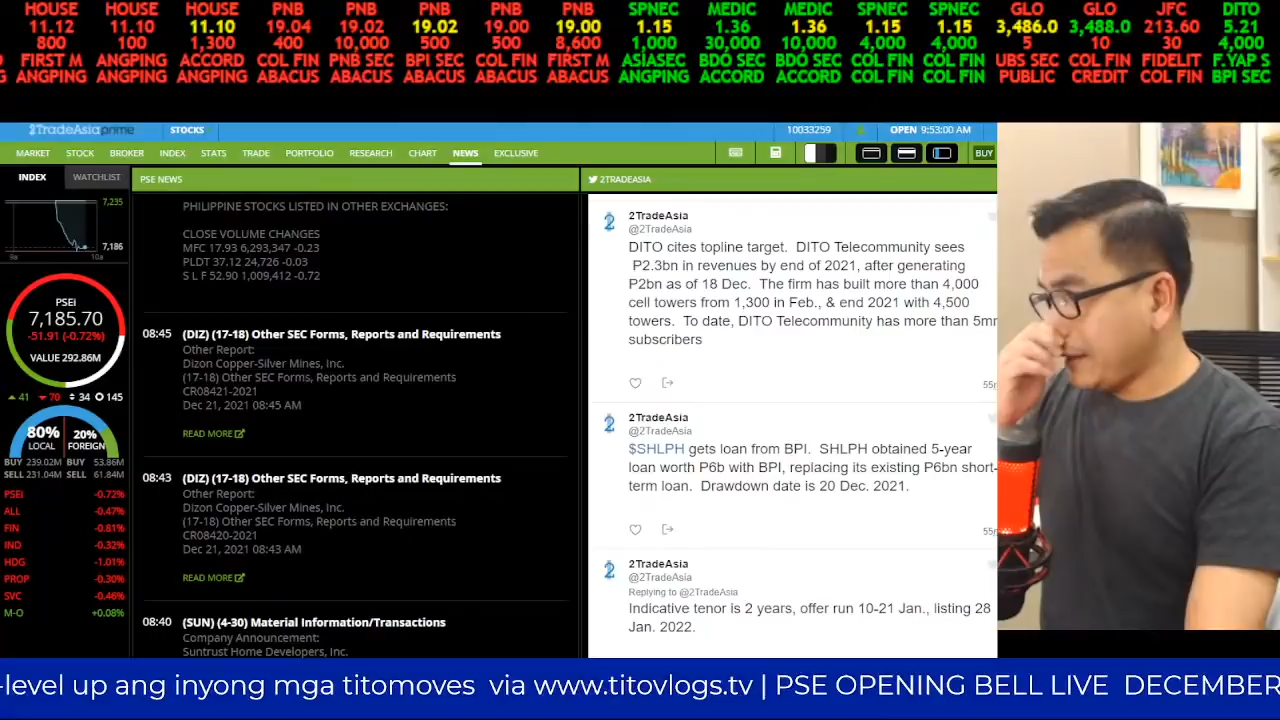 HOUSE HOUSE HOUSE PNB PNB PNB PNB PNB SPNEC MEDIC MEDIC SPNEC SPNEC GLO GLO JFC DITO
11.12 11.10 11.10 19.04 19.02 19.02 19.00 19.00 1.15 1.36 1.36 1.15 1.15 3,486.0 3,488.0 213.60 5.21
800 100 1,300 400 10,000 500 500 8,600 1,000 30,000 10,000 4,000 4,000 5 10 30 4,000
FIRST M ANGPING ACCORD COL FIN PNB SEC BPI SEC COL FIN FIRST M ASIASEC BDO SEC BDO SEC COL FIN COL FIN UBS SEC COL FIN FIDELIT F.YAP S
ANGPING ANGPING ANGPING ABACUS ABACUS ABACUS ABACUS ABACUS ANGPING ACCORD ACCORD COL FIN COL FIN PUBLIC CREDIT COL FIN BPI SEC
2TradeAsia prime STOCKS 10033259 OPEN 9:53:00 AM
MARKET STOCK BROKER INDEX STATS TRADE PORTFOLIO RESEARCH CHART NEWS EXCLUSIVE BUY
INDEX WATCHLIST
7,235
7,186
9a 10a
PSEi
7,185.70
-51.91 (-0.72%)
VALUE 292.86M
41 70 34 145
80% LOCAL 20% FOREIGN
BUY 239.02M BUY 53.86M
SELL 231.04M SELL 61.84M
PSEi -0.72%
ALL -0.47%
FIN -0.81%
IND -0.32%
HDG -1.01%
PROP -0.30%
SVC -0.46%
M-O +0.08%
PSE NEWS
PHILIPPINE STOCKS LISTED IN OTHER EXCHANGES:
CLOSE VOLUME CHANGES
MFC 17.93 6,293,347 -0.23
PLDT 37.12 24,726 -0.03
S L F 52.90 1,009,412 -0.72
08:45 (DIZ) (17-18) Other SEC Forms, Reports and Requirements
Other Report:
Dizon Copper-Silver Mines, Inc.
(17-18) Other SEC Forms, Reports and Requirements
CR08421-2021
Dec 21, 2021 08:45 AM
READ MORE
08:43 (DIZ) (17-18) Other SEC Forms, Reports and Requirements
Other Report:
Dizon Copper-Silver Mines, Inc.
(17-18) Other SEC Forms, Reports and Requirements
CR08420-2021
Dec 21, 2021 08:43 AM
READ MORE
08:40 (SUN) (4-30) Material Information/Transactions
Company Announcement:
Suntrust Home Developers, Inc.
2TRADEASIA
2TradeAsia
@2TradeAsia
DITO cites topline target. DITO Telecommunity sees
P2.3bn in revenues by end of 2021, after generating
P2bn as of 18 Dec. The firm has built more than 4,000
cell towers from 1,300 in Feb., & end 2021 with 4,500
towers. To date, DITO Telecommunity has more than 5mn
subscribers
55m
2TradeAsia
@2TradeAsia
$SHLPH gets loan from BPI. SHLPH obtained 5-year
loan worth P6b with BPI, replacing its existing P6bn short-
term loan. Drawdown date is 20 Dec. 2021.
55m
2TradeAsia
@2TradeAsia
Replying to @2TradeAsia
Indicative tenor is 2 years, offer run 10-21 Jan., listing 28
Jan. 2022.
-level up ang inyong mga titomoves via www.titovlogs.tv | PSE OPENING BELL LIVE DECEMBER